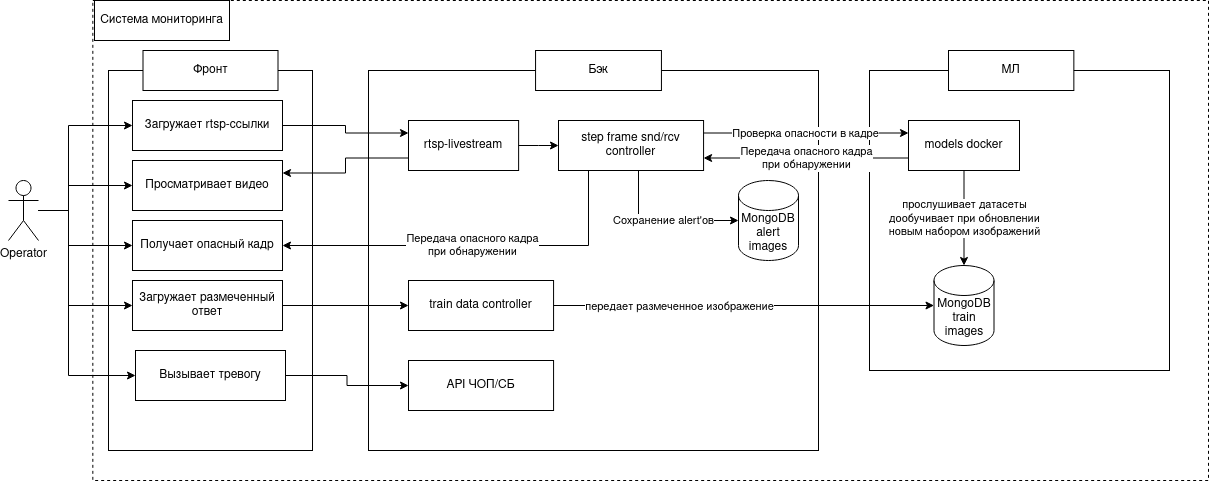 Система мониторинга
Фронт
Бэк
МЛ
Загружает rtsp-ссылки
rtsp-livestream
step frame snd/rcv
controller
Проверка опасности в кадре
Передача опасного кадра
при обнаружении
models docker
Просматривает видео
Operator
Получает опасный кадр
Передача опасного кадра
при обнаружении
Сохранение alert'ов
MongoDB
alert
images
прослушивает датасеты
дообучивает при обновлении
новым набором изображений
Загружает размеченный
ответ
train data controller
передает размеченное изображение
MongoDB
train
images
Вызывает тревогу
API ЧОП/СБ